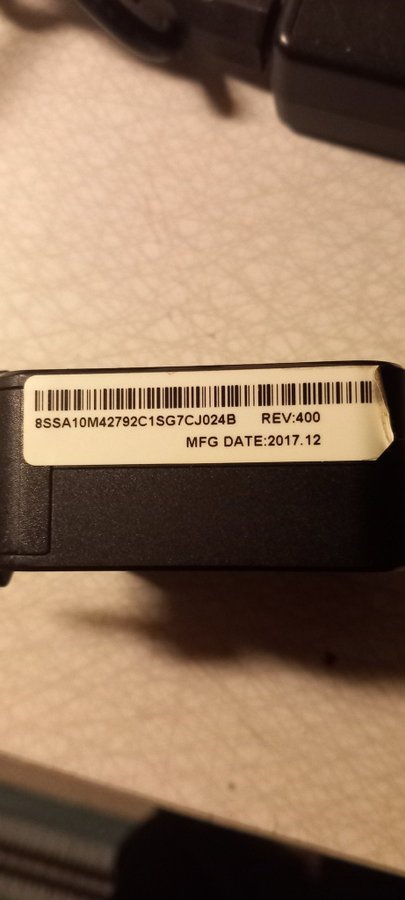 8SSA10M42792C1SG7CJ024B REV:400
MFG DATE:2017.12